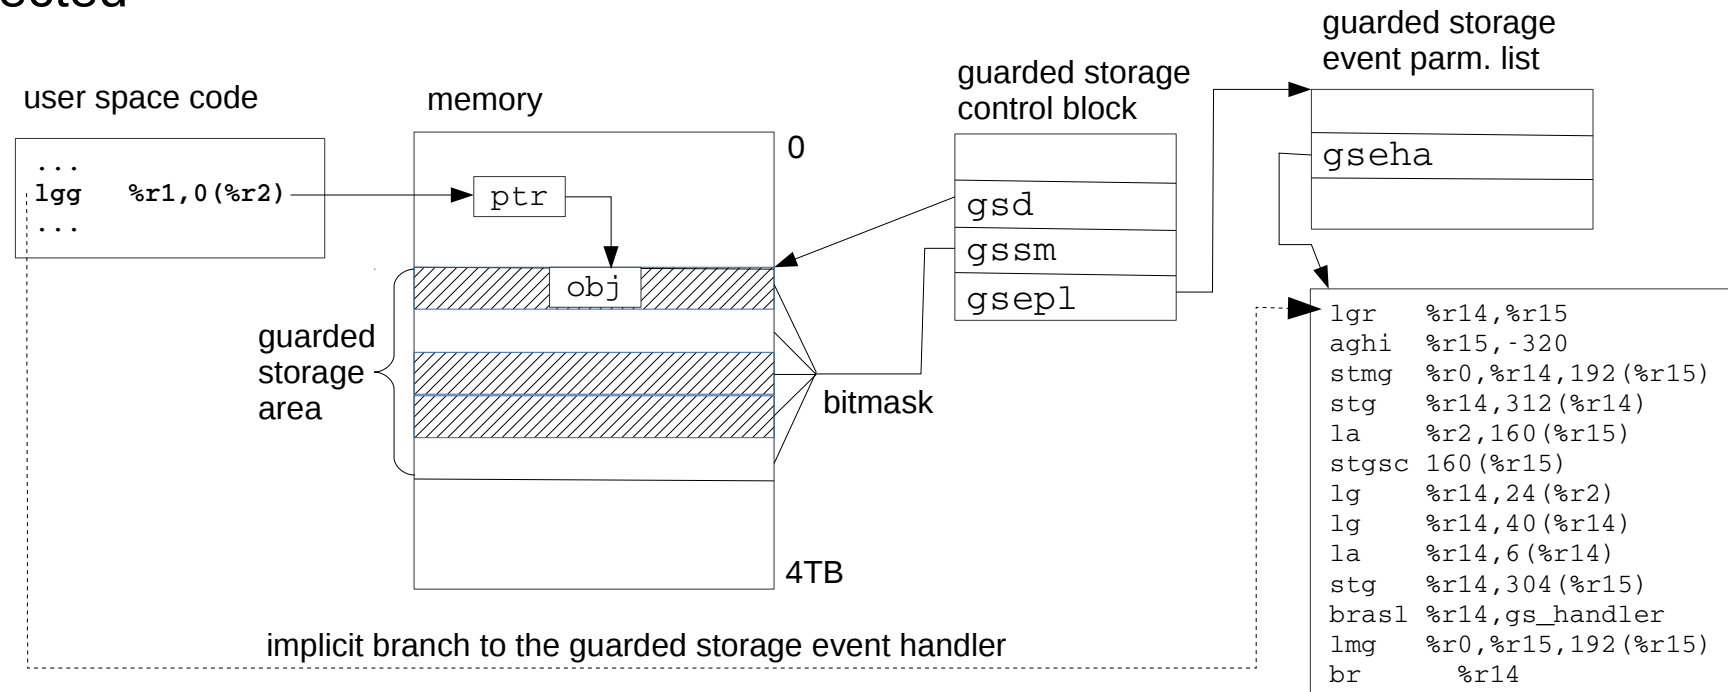 user space code
...
lgg %r1,0(%r2)
...
memory
0
ptr
obj
guarded
storage
area
bitmask
4TB
guarded storage
control block
gsd
gssm
gsepl
guarded storage
event parm. list
gseha
lgr %r14,%r15
aghi %r15,-320
stmg %r0,%r14,192(%r15)
stg %r14,312(%r14)
la %r2,160(%r15)
stgsc 160(%r15)
lg %r14,24(%r2)
lg %r14,40(%r14)
la %r14,6(%r14)
stg %r14,304(%r15)
brasl %r14,gs_handler
lmg %r0,%r15,192(%r15)
br %r14
implicit branch to the guarded storage event handler